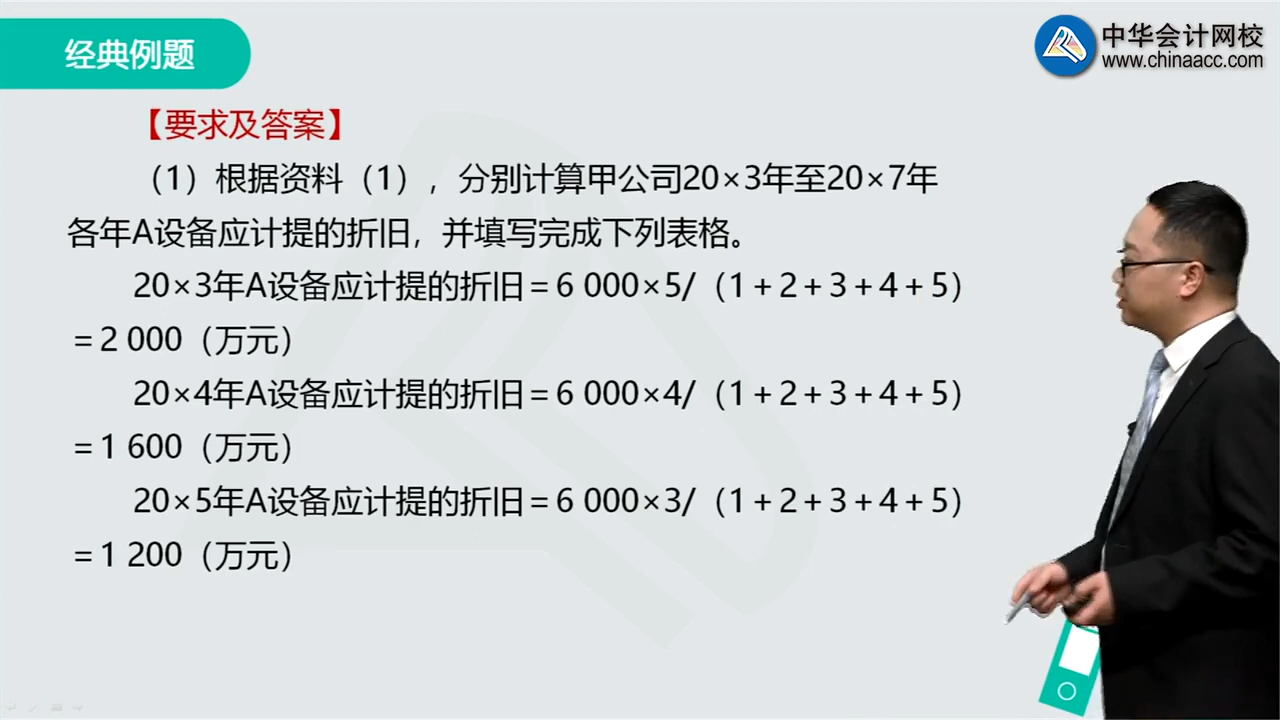 经典例题
中华会计网校
www.chinaacc.com
【要求及答案】
（1）根据资料（1），分别计算甲公司20×3年至20×7年
各年A设备应计提的折旧，并填写完成下列表格。
20×3年A设备应计提的折旧＝6 000×5/（1＋2＋3＋4＋5）
＝2 000（万元）
20×4年A设备应计提的折旧＝6 000×4/（1＋2＋3＋4＋5）
＝1 600（万元）
20×5年A设备应计提的折旧＝6 000×3/（1＋2＋3＋4＋5）
＝1 200（万元）